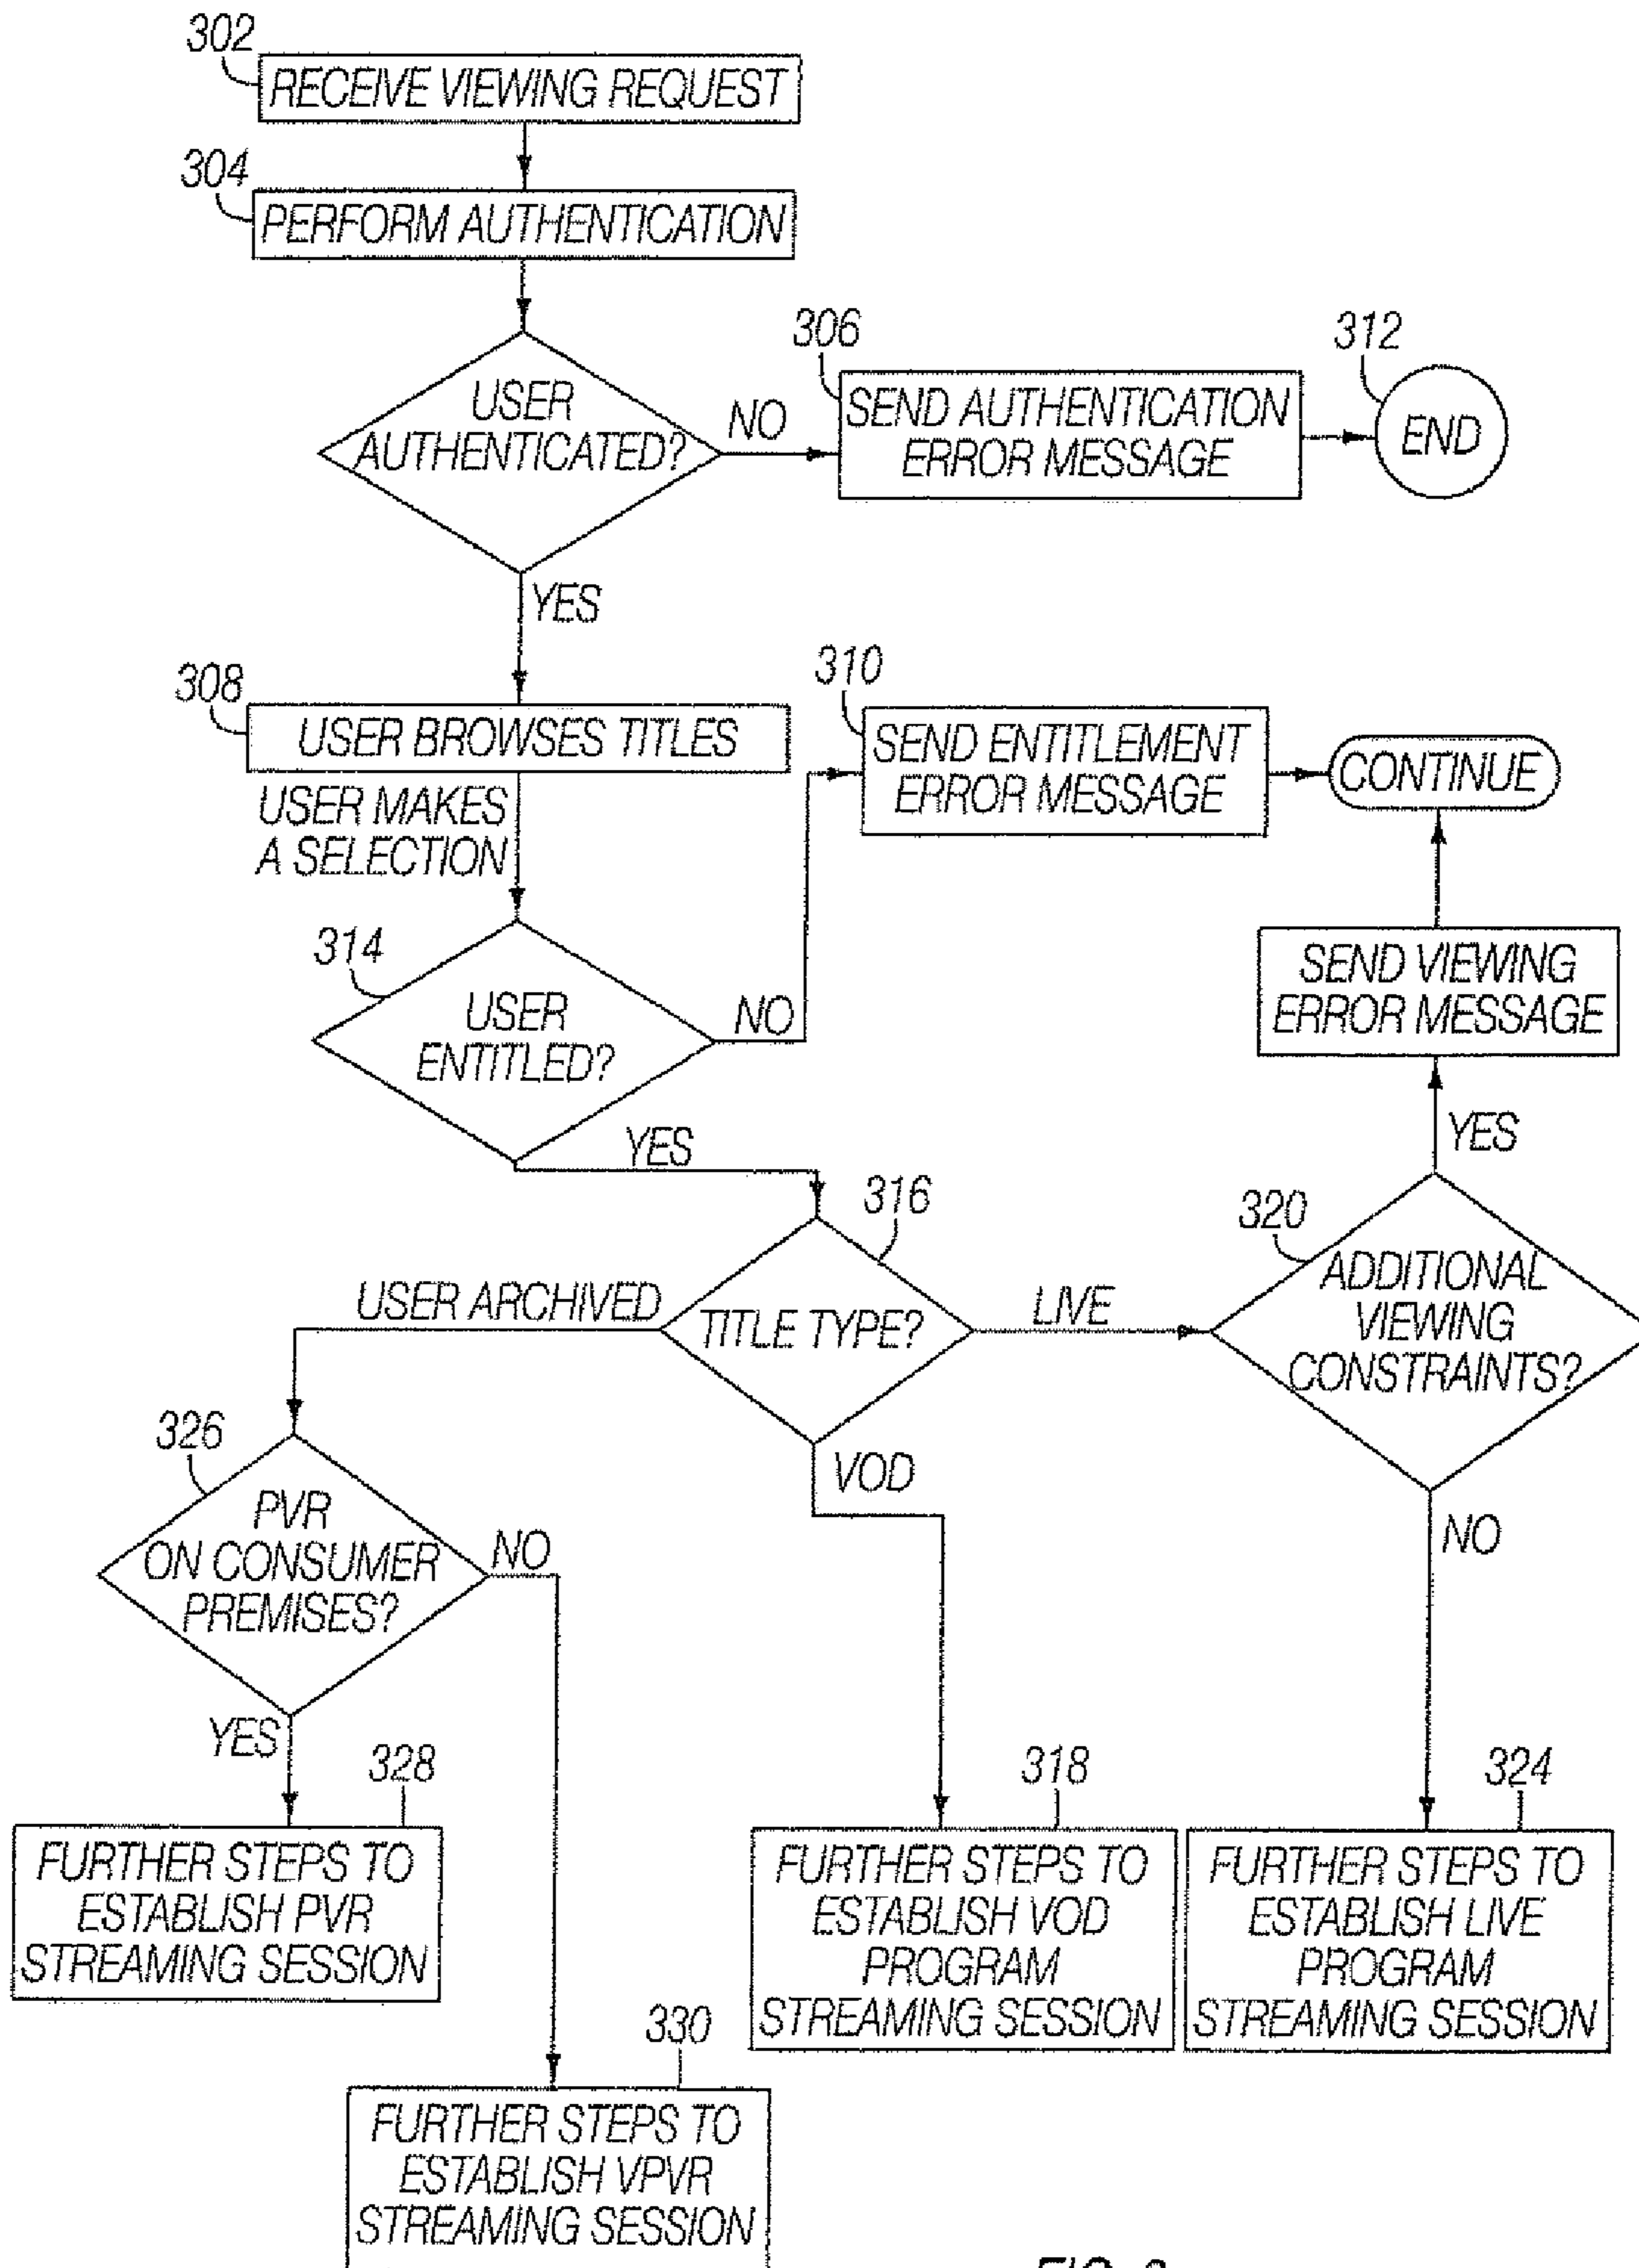 302
RECEIVE VIEWING REQUEST
304
PERFORM AUTHENTICATION
USER
AUTHENTICATED?
NO
306
SEND AUTHENTICATION
ERROR MESSAGE
312
END
YES
308
USER BROWSES TITLES
310
SEND ENTITLEMENT
ERROR MESSAGE
CONTINUE
USER MAKES
A SELECTION
314
USER
ENTITLED?
NO
SEND VIEWING
ERROR MESSAGE
YES
YES
316
TITLE TYPE?
USER ARCHIVED
LIVE
320
ADDITIONAL
VIEWING
CONSTRAINTS?
326
PVR
ON CONSUMER
PREMISES?
NO
VOD
NO
YES
328
FURTHER STEPS TO
ESTABLISH PVR
STREAMING SESSION
318
FURTHER STEPS TO
ESTABLISH VOD
PROGRAM
STREAMING SESSION
324
FURTHER STEPS TO
ESTABLISH LIVE
PROGRAM
STREAMING SESSION
330
FURTHER STEPS TO
ESTABLISH VPVR
STREAMING SESSION